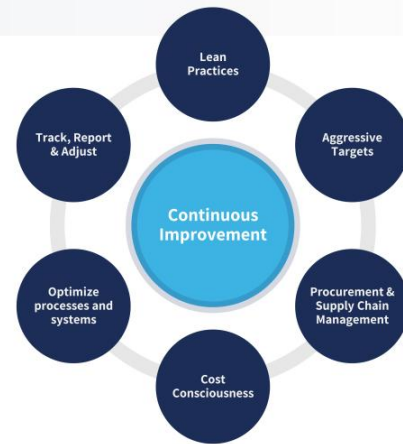 Lean
Practices
Aggressive
Targets
Procurement &
Supply Chain
Management
Cost
Consciousness
Optimize
processes and
systems
Track, Report
& Adjust
Continuous
Improvement